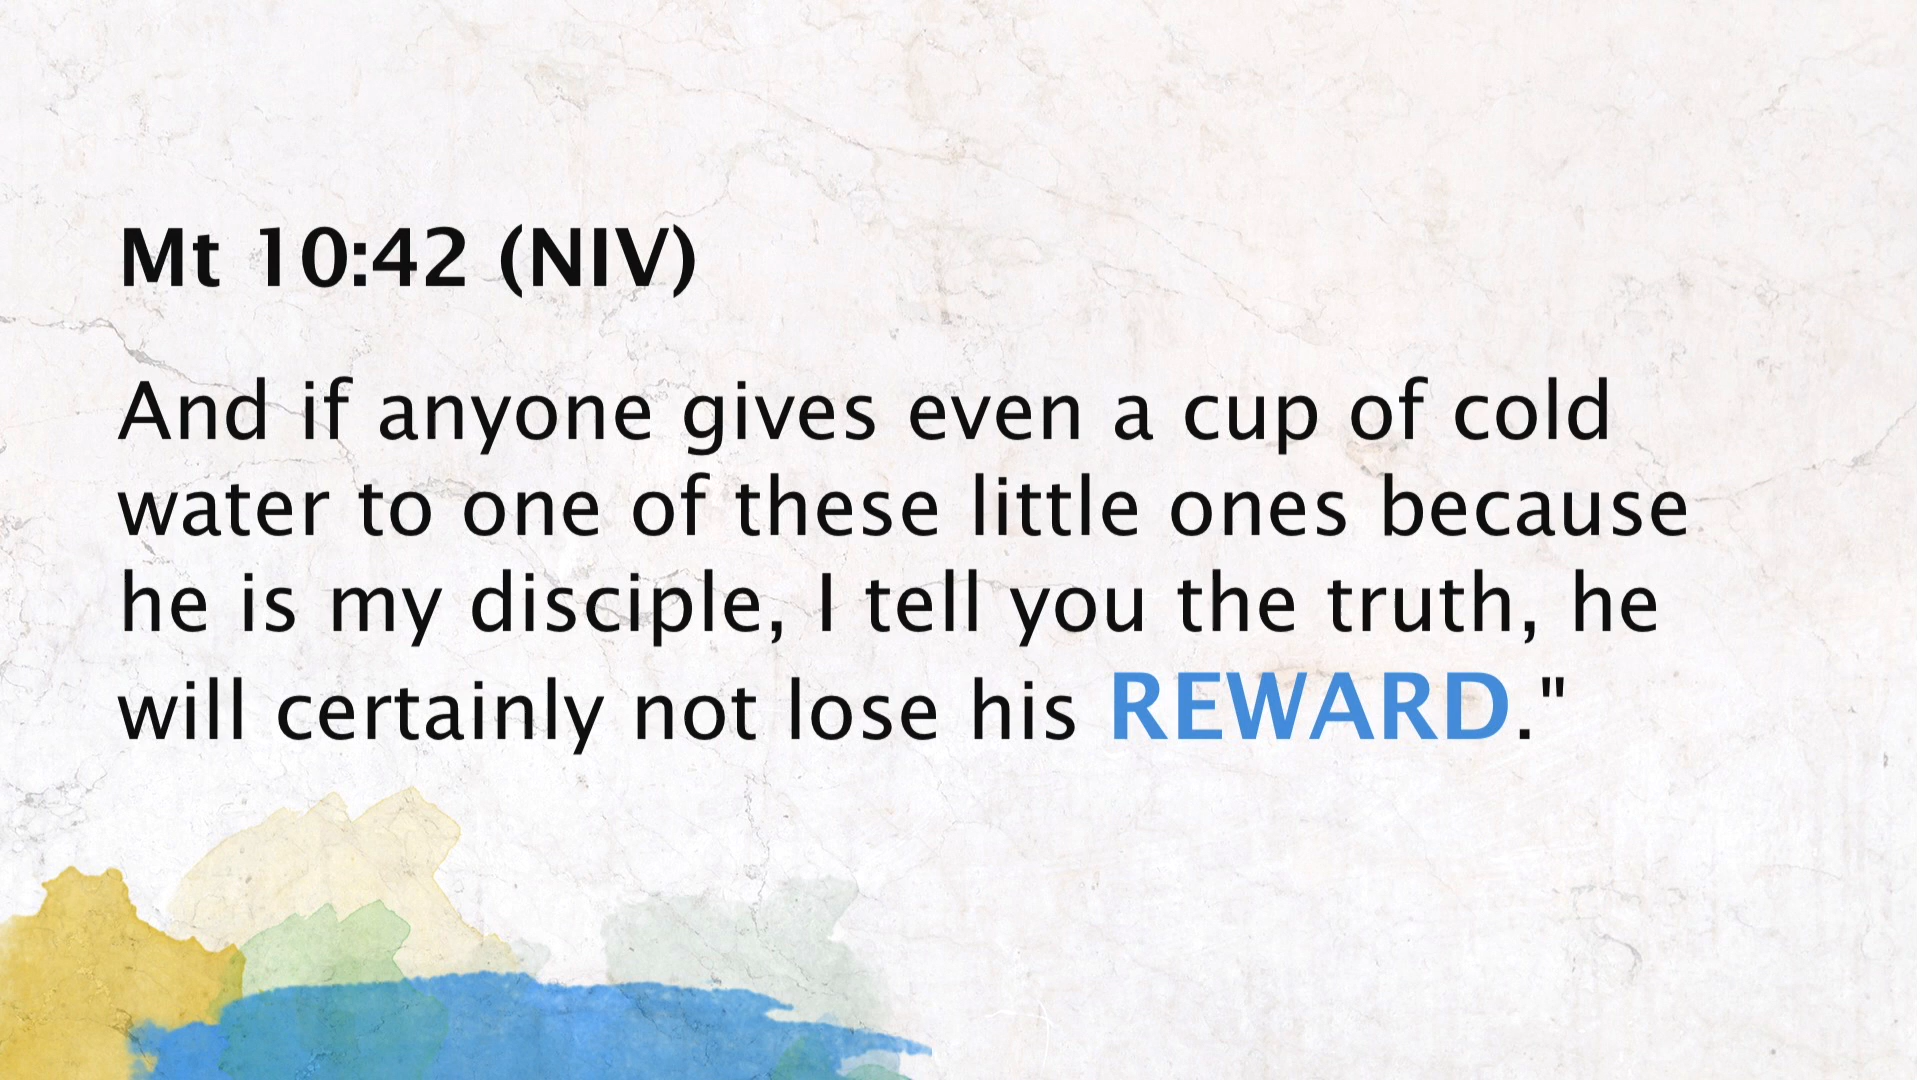 Mt 10:42 (NIV)
And if anyone gives even a cup of cold
water to one of these little ones because
he is my disciple, I tell you the truth, he
will certainly not lose his REWARD."